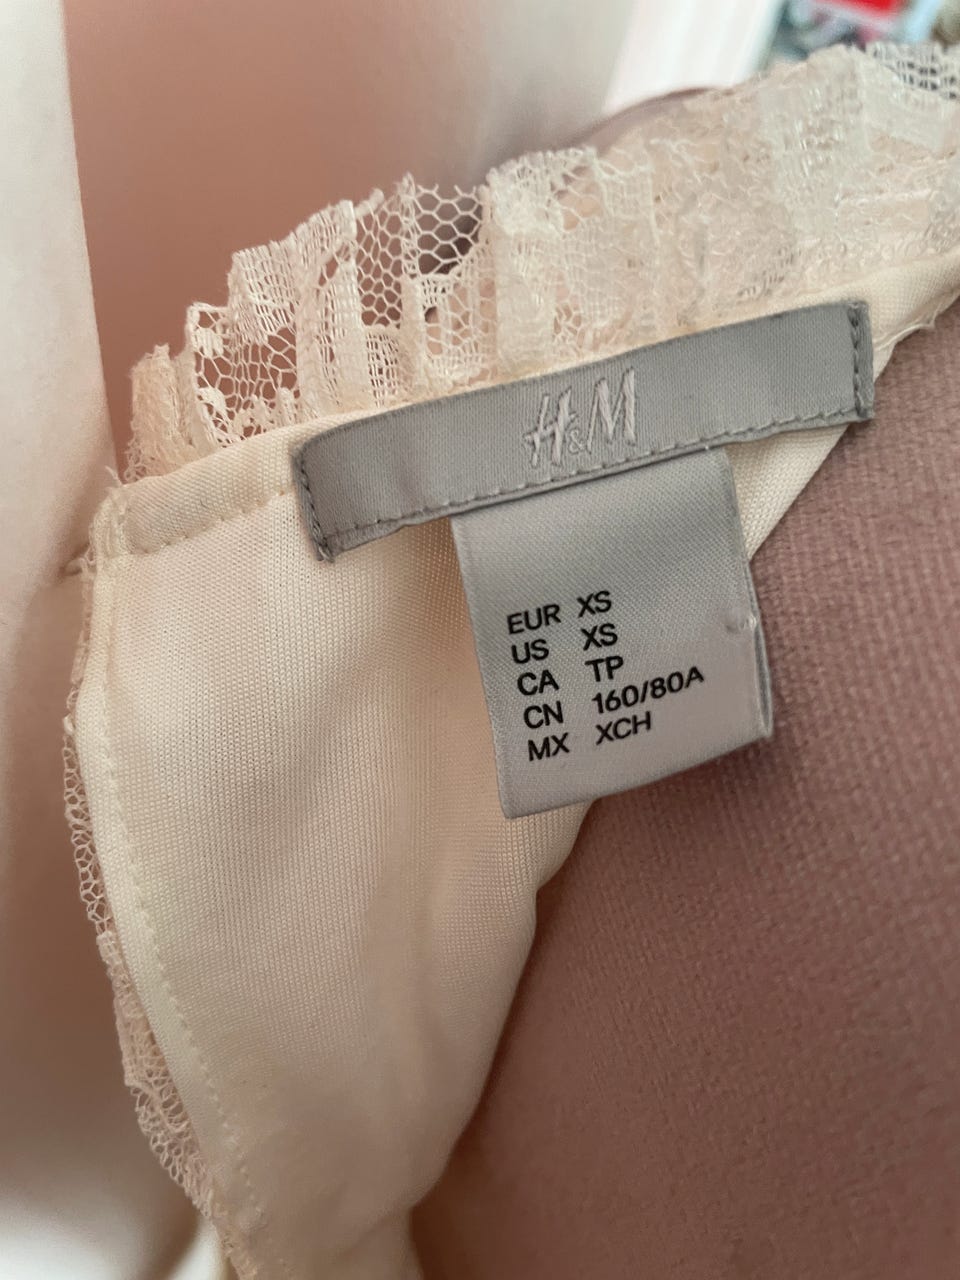 H&M
EUR XS
US XS
CA TP
CN 160/80A
MX XCH